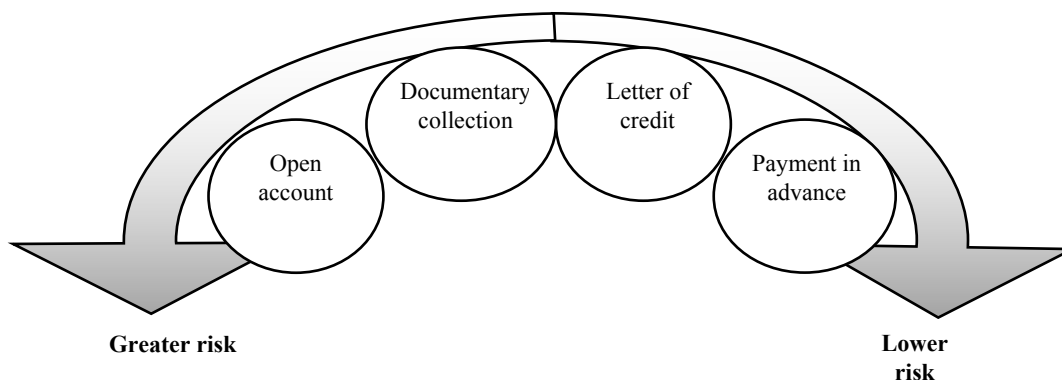 Documentary
collection
Letter of
credit
Open
account
Payment in
advance
Greater risk
Lower
risk